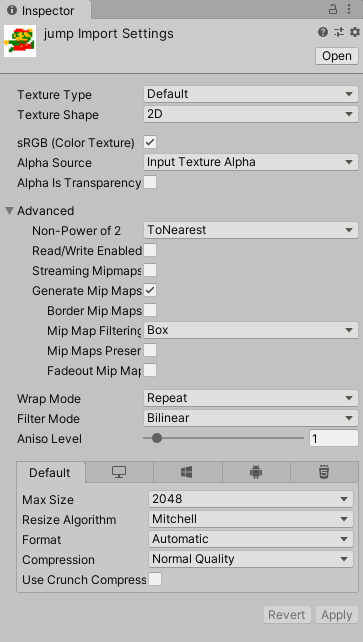 Inspector
jump Import Settings
Open
Texture Type Default
Texture Shape 2D
sRGB (Color Texture)
Alpha Source Input Texture Alpha
Alpha Is Transparency
Advanced
Non-Power of 2 ToNearest
Read/Write Enabled
Streaming Mipmaps
Generate Mip Maps
Border Mip Maps
Mip Map Filtering Box
Mip Maps Preser
Fadeout Mip Map
Wrap Mode Repeat
Filter Mode Bilinear
Aniso Level 1
Default
Max Size 2048
Resize Algorithm Mitchell
Format Automatic
Compression Normal Quality
Use Crunch Compress
Revert Apply